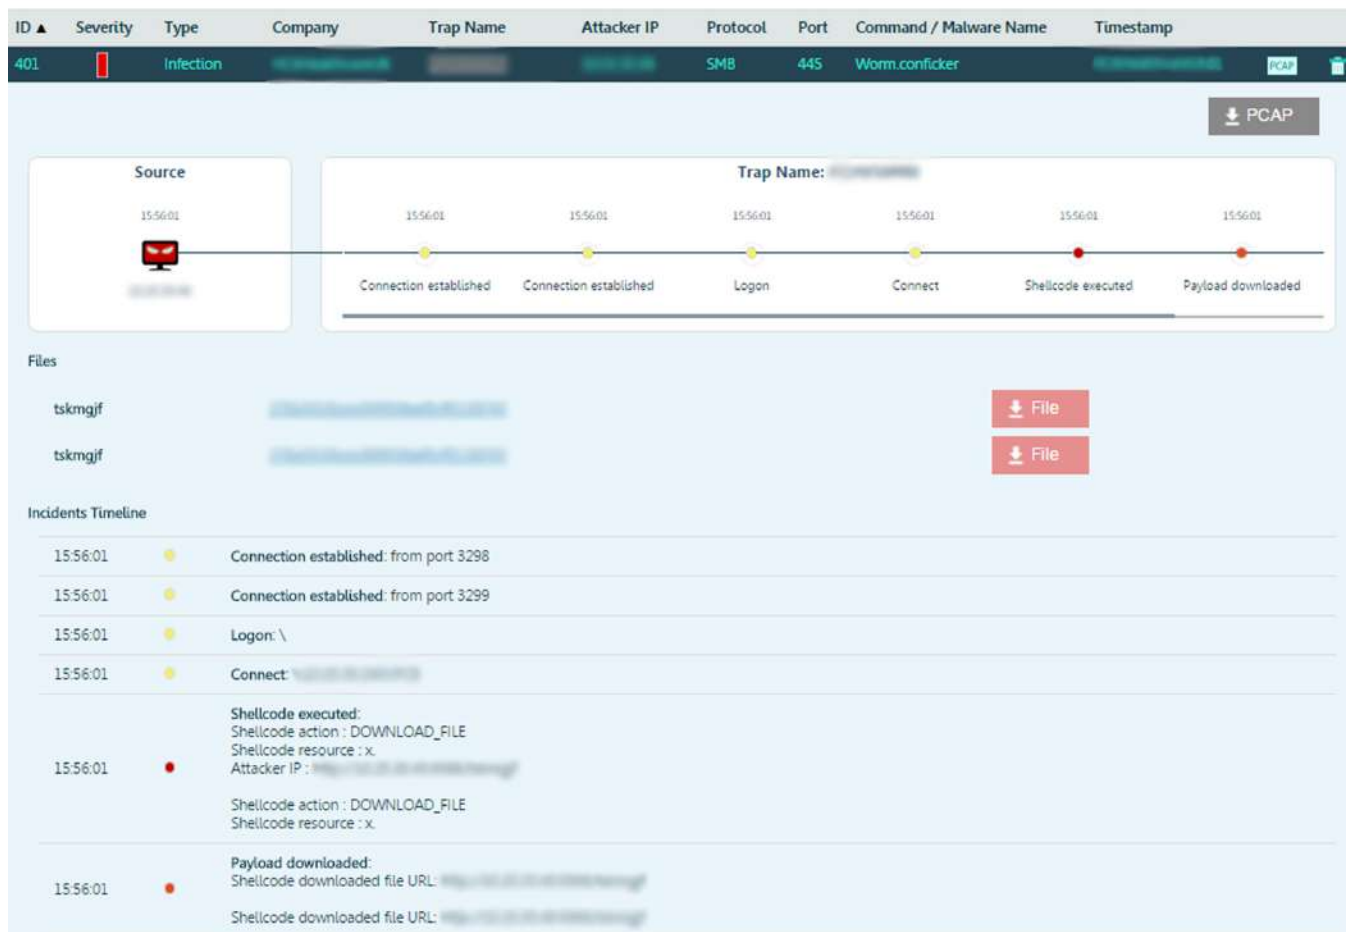 ID ▲ Severity Type Company Trap Name Attacker IP Protocol Port Command / Malware Name Timestamp
401 Infection SMB 445 Worm.conficker PCAP
PCAP
Source
Trap Name:
15:56:01 15:56:01 15:56:01 15:56:01 15:56:01 15:56:01 15:56:01
Connection established Connection established Logon Connect Shellcode executed Payload downloaded
Files
tskmgjf File
tskmgjf File
Incidents Timeline
15:56:01 Connection established: from port 3298
15:56:01 Connection established: from port 3299
15:56:01 Logon: \
15:56:01 Connect:
Shellcode executed:
Shellcode action : DOWNLOAD_FILE
Shellcode resource : x.
15:56:01 Attacker IP :
Shellcode action : DOWNLOAD_FILE
Shellcode resource : x.
Payload downloaded:
Shellcode downloaded file URL:
15:56:01
Shellcode downloaded file URL: